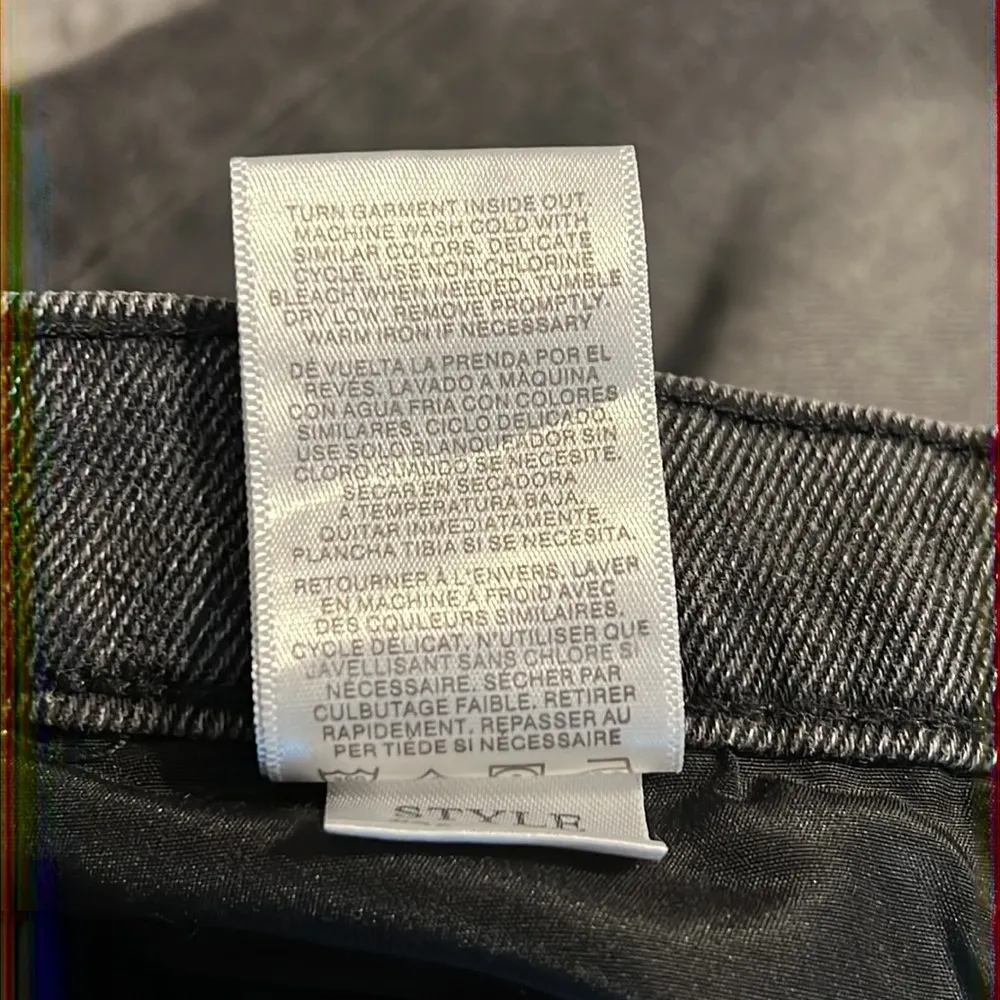 TURN GARMENT INSIDE OUT.
MACHINE WASH COLD WITH
SIMILAR COLORS. DELICATE
CYCLE. USE NON-CHLORINE
BLEACH WHEN NEEDED. TUMBLE
DRY LOW. REMOVE PROMPTLY.
WARM IRON IF NECESSARY
DÉ VUELTA LA PRENDA POR EL
REVÉS. LAVADO A MÁQUINA
CON AGUA FRIA CON COLORES
SIMILARES. CICLO DELICADO.
USE SOLO BLANQUEADOR SIN
CLORO CUANDO SE NECESITE.
SECAR EN SECADORA
A TEMPERATURA BAJA.
QUITAR INMEDIATAMENTE.
PLANCHA TIBIA SI SE NECESITA.
RETOURNER À L'ENVERS. LAVER
EN MACHINE À FROID AVEC
DES COULEURS SIMILAIRES.
CYCLE DÉLICAT. N'UTILISER QUE
JAVELLISANT SANS CHLORE SI
NÉCESSAIRE. SÉCHER PAR
CULBUTAGE FAIBLE. RETIRER
RAPIDEMENT. REPASSER AU
PER TIÈDE SI NÉCESSAIRE
STYLE